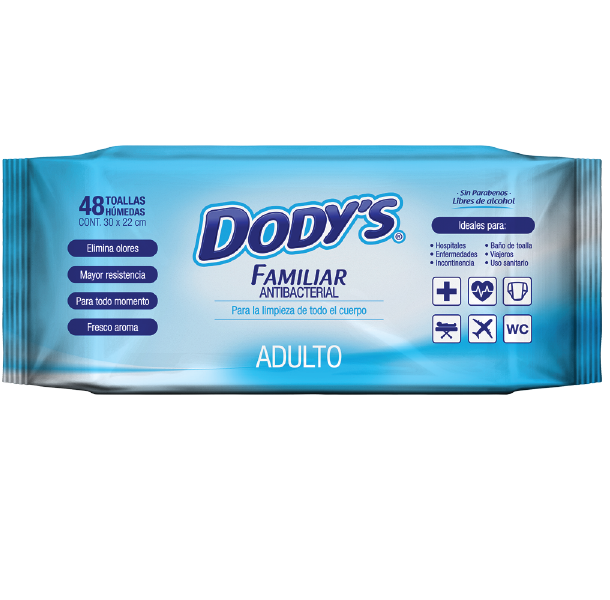 48 TOALLAS
HÚMEDAS
CONT. 30 x 22 cm
Elimina olores
Mayor resistencia
Para todo momento
Fresco aroma
DODY'S®
FAMILIAR
ANTIBACTERIAL
Para la limpieza de todo el cuerpo
ADULTO
- Sin Parabenos -
Libres de alcohol
Ideales para:
• Hospitales
• Enfermedades
• Incontinencia
• Baño de toalla
• Viajeros
• Uso sanitario
WC